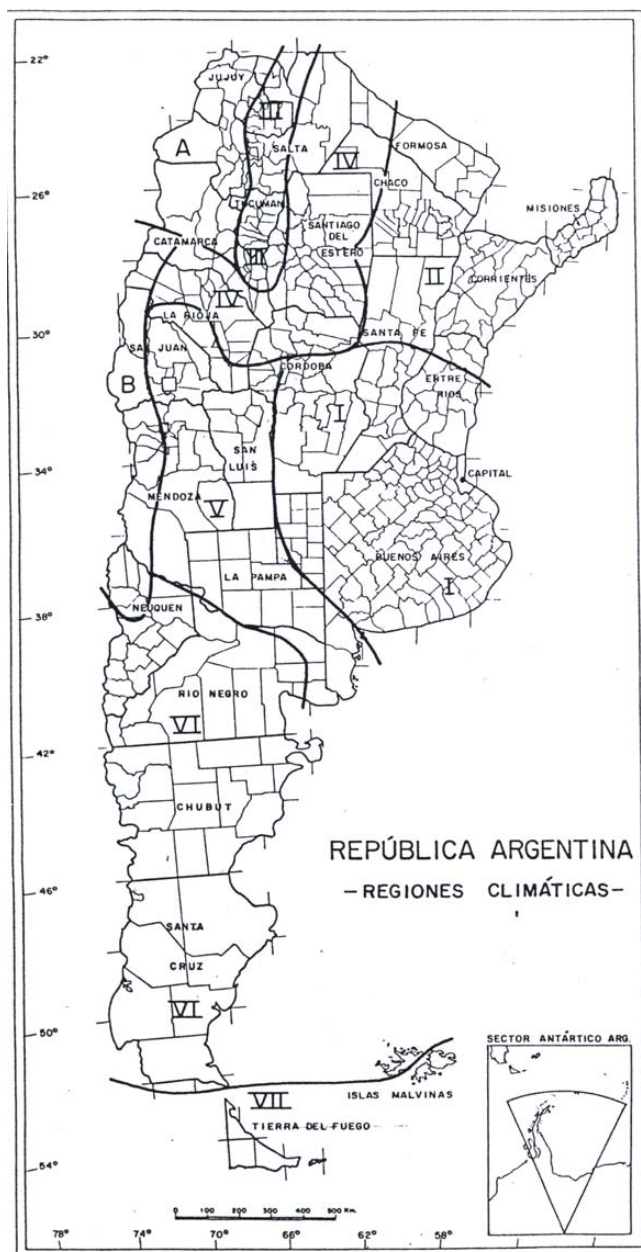 22°
JUJUY
III
SALTA
FORMOSA
A
IV
CHACO
26°
TUCUMAN
MISIONES
SANTIAGO
DEL
ESTERO
CATAMARCA
III
CORRIENTES
II
IV
LA RIOJA
30°
SANTA FE
SAN JUAN
CORDOBA
B
ENTRE
RIOS
I
SAN
LUIS
34°
CAPITAL
MENDOZA
V
BUENOS AIRES
LA PAMPA
I
38°
NEUQUEN
RIO NEGRO
VI
42°
CHUBUT
REPÚBLICA ARGENTINA
-REGIONES CLIMÁTICAS-
46°
SANTA
CRUZ
VI
50°
SECTOR ANTÁRTICO ARG.
ISLAS MALVINAS
VII
TIERRA DEL FUEGO
54°
0 100 200 300 400 500 Km.
78° 74° 70° 66° 62° 58°